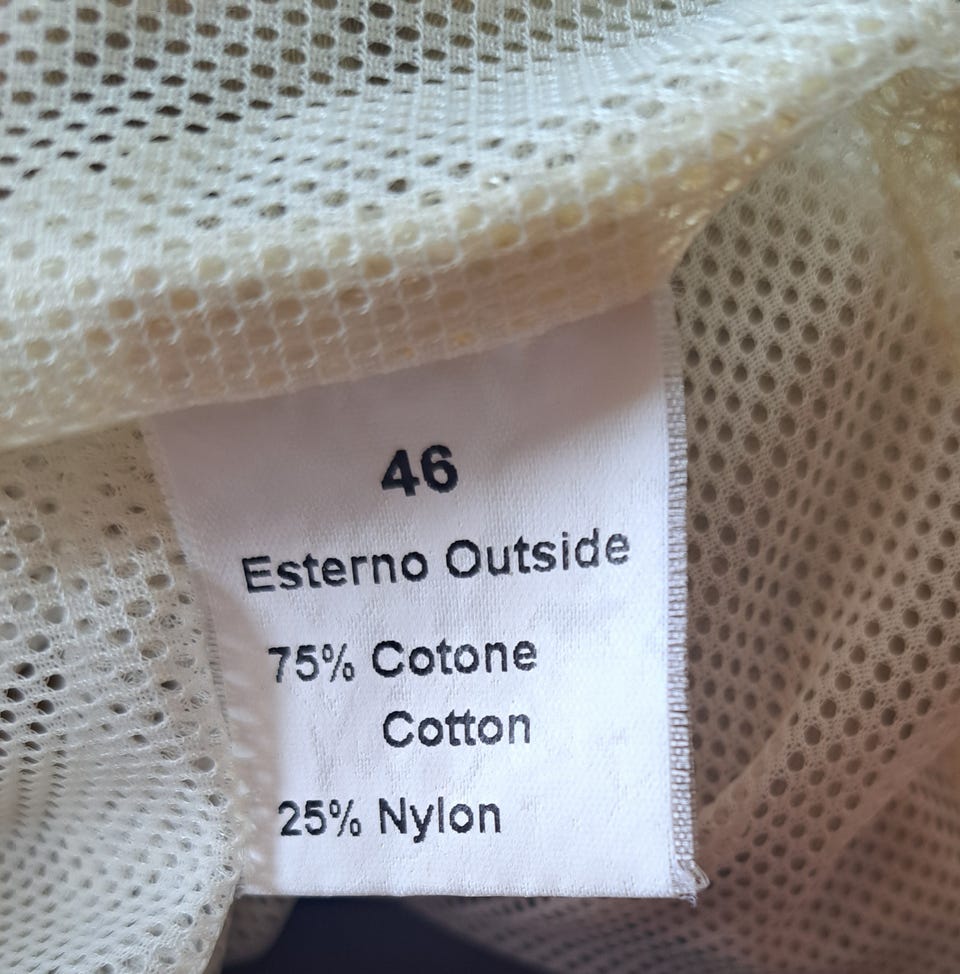 46
Esterno Outside
75% Cotone
Cotton
25% Nylon